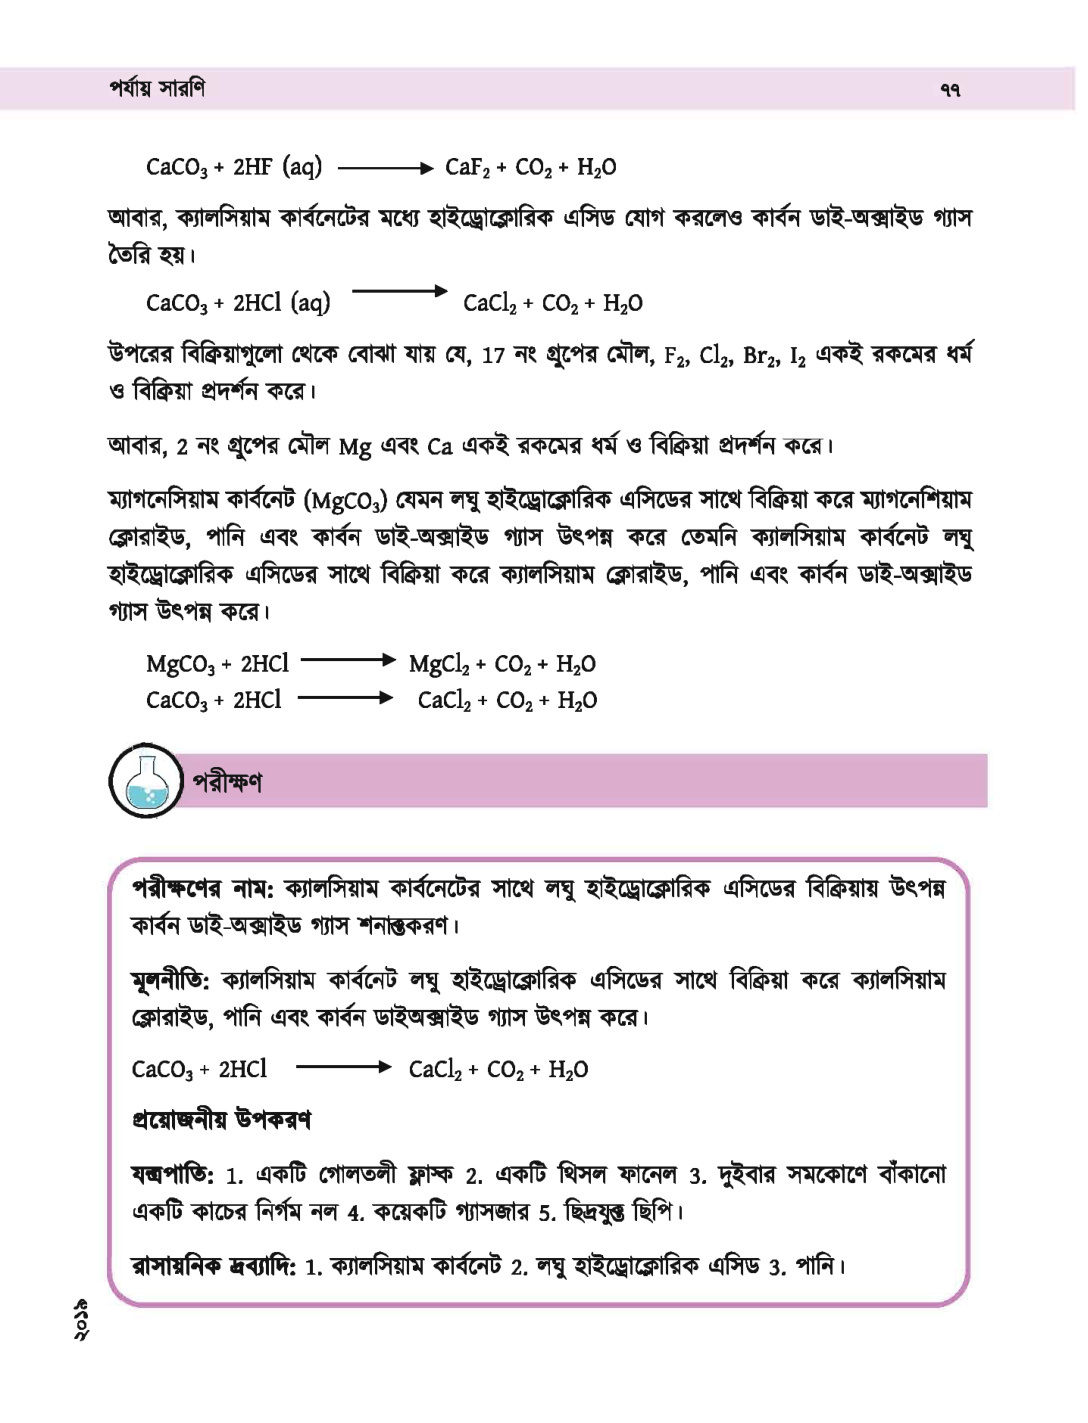 পর্যায় সারণি ৭৭
CaCO₃ + 2HF (aq) ⟶ CaF₂ + CO₂ + H₂O
আবার, ক্যালসিয়াম কার্বনেটের মধ্যে হাইড্রোক্লোরিক এসিড যোগ করলেও কার্বন ডাই-অক্সাইড গ্যাস
তৈরি হয়।
CaCO₃ + 2HCl (aq) ⟶ CaCl₂ + CO₂ + H₂O
উপরের বিক্রিয়াগুলো থেকে বোঝা যায় যে, 17 নং গ্রুপের মৌল, F₂, Cl₂, Br₂, I₂ একই রকমের ধর্ম
ও বিক্রিয়া প্রদর্শন করে।
আবার, 2 নং গ্রুপের মৌল Mg এবং Ca একই রকমের ধর্ম ও বিক্রিয়া প্রদর্শন করে।
ম্যাগনেসিয়াম কার্বনেট (MgCO₃) যেমন লঘু হাইড্রোক্লোরিক এসিডের সাথে বিক্রিয়া করে ম্যাগনেশিয়াম
ক্লোরাইড, পানি এবং কার্বন ডাই-অক্সাইড গ্যাস উৎপন্ন করে তেমনি ক্যালসিয়াম কার্বনেট লঘু
হাইড্রোক্লোরিক এসিডের সাথে বিক্রিয়া করে ক্যালসিয়াম ক্লোরাইড, পানি এবং কার্বন ডাই-অক্সাইড
গ্যাস উৎপন্ন করে।
MgCO₃ + 2HCl ⟶ MgCl₂ + CO₂ + H₂O
CaCO₃ + 2HCl ⟶ CaCl₂ + CO₂ + H₂O
পরীক্ষণ
পরীক্ষণের নাম: ক্যালসিয়াম কার্বনেটের সাথে লঘু হাইড্রোক্লোরিক এসিডের বিক্রিয়ায় উৎপন্ন
কার্বন ডাই-অক্সাইড গ্যাস শনাক্তকরণ।
মূলনীতি: ক্যালসিয়াম কার্বনেট লঘু হাইড্রোক্লোরিক এসিডের সাথে বিক্রিয়া করে ক্যালসিয়াম
ক্লোরাইড, পানি এবং কার্বন ডাইঅক্সাইড গ্যাস উৎপন্ন করে।
CaCO₃ + 2HCl ⟶ CaCl₂ + CO₂ + H₂O
প্রয়োজনীয় উপকরণ
যন্ত্রপাতি: 1. একটি গোলতলী ফ্লাস্ক 2. একটি থিসল ফানেল 3. দুইবার সমকোণে বাঁকানো
একটি কাচের নির্গম নল 4. কয়েকটি গ্যাসজার 5. ছিদ্রযুক্ত ছিপি।
রাসায়নিক দ্রব্যাদি: 1. ক্যালসিয়াম কার্বনেট 2. লঘু হাইড্রোক্লোরিক এসিড 3. পানি।
২০১৯